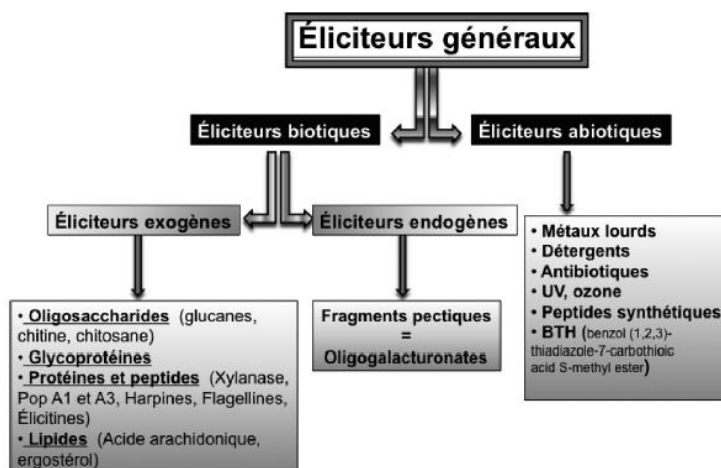 Éliciteurs généraux
Éliciteurs biotiques
Éliciteurs abiotiques
Éliciteurs exogènes
Éliciteurs endogènes
• Oligosaccharides (glucanes,
chitine, chitosane)
• Glycoprotéines
• Protéines et peptides (Xylanase,
Pop A1 et A3, Harpines, Flagellines,
Élicitines)
• Lipides (Acide arachidonique,
ergostérol)
Fragments pectiques
=
Oligogalacturonates
• Métaux lourds
• Détergents
• Antibiotiques
• UV, ozone
• Peptides synthétiques
• BTH (benzol (1,2,3)-
thiadiazole-7-carbothioic
acid S-methyl ester)